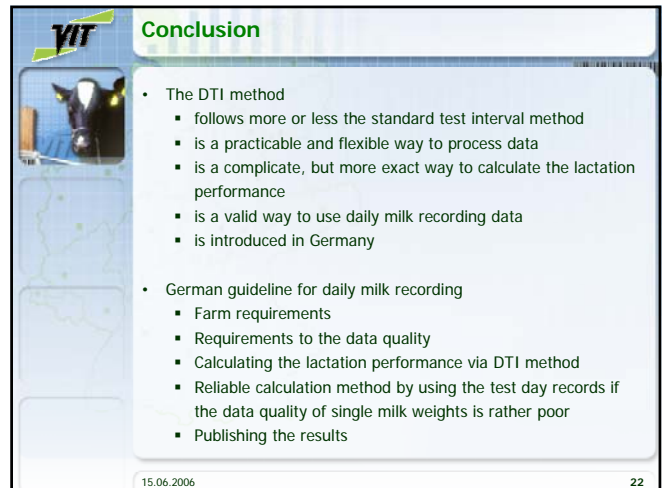 VIT
Conclusion
• The DTI method
▪ follows more or less the standard test interval method
▪ is a practicable and flexible way to process data
▪ is a complicate, but more exact way to calculate the lactation
performance
▪ is a valid way to use daily milk recording data
▪ is introduced in Germany
• German guideline for daily milk recording
▪ Farm requirements
▪ Requirements to the data quality
▪ Calculating the lactation performance via DTI method
▪ Reliable calculation method by using the test day records if
the data quality of single milk weights is rather poor
▪ Publishing the results
15.06.2006 22